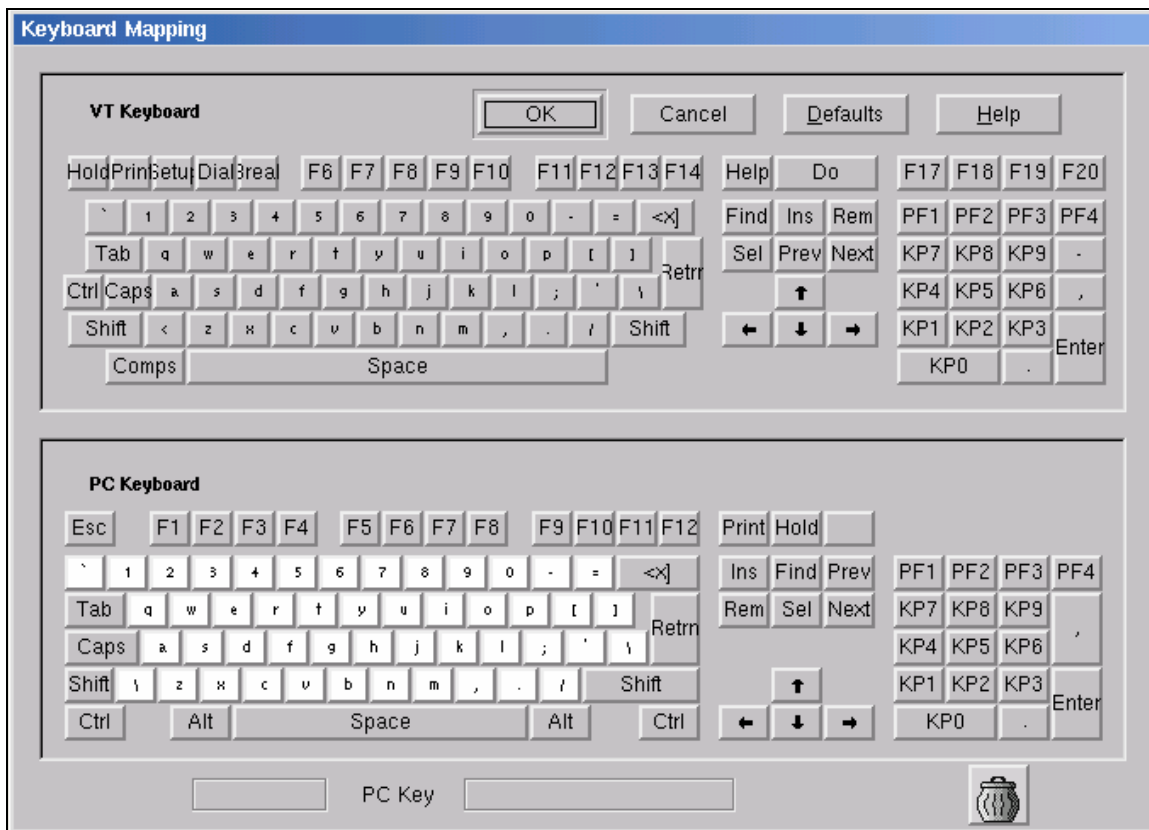 Keyboard Mapping
VT Keyboard OK Cancel Defaults Help
Hold Print Setup Dial Break F6 F7 F8 F9 F10 F11 F12 F13 F14 Help Do F17 F18 F19 F20
` 1 2 3 4 5 6 7 8 9 0 - = <X] Find Ins Rem PF1 PF2 PF3 PF4
Tab q w e r t y u i o p [ ] Retrn Sel Prev Next KP7 KP8 KP9 -
Ctrl Caps a s d f g h j k l ; ' \ ↑ KP4 KP5 KP6 ,
Shift < z x c v b n m , . / Shift ← ↓ → KP1 KP2 KP3 Enter
Comps Space KP0 .
PC Keyboard
Esc F1 F2 F3 F4 F5 F6 F7 F8 F9 F10 F11 F12 Print Hold
` 1 2 3 4 5 6 7 8 9 0 - = <X] Ins Find Prev PF1 PF2 PF3 PF4
Tab q w e r t y u i o p [ ] Retrn Rem Sel Next KP7 KP8 KP9 ,
Caps a s d f g h j k l ; ' \ KP4 KP5 KP6
Shift \ z x c v b n m , . / Shift ↑ KP1 KP2 KP3 Enter
Ctrl Alt Space Alt Ctrl ← ↓ → KP0 .
PC Key